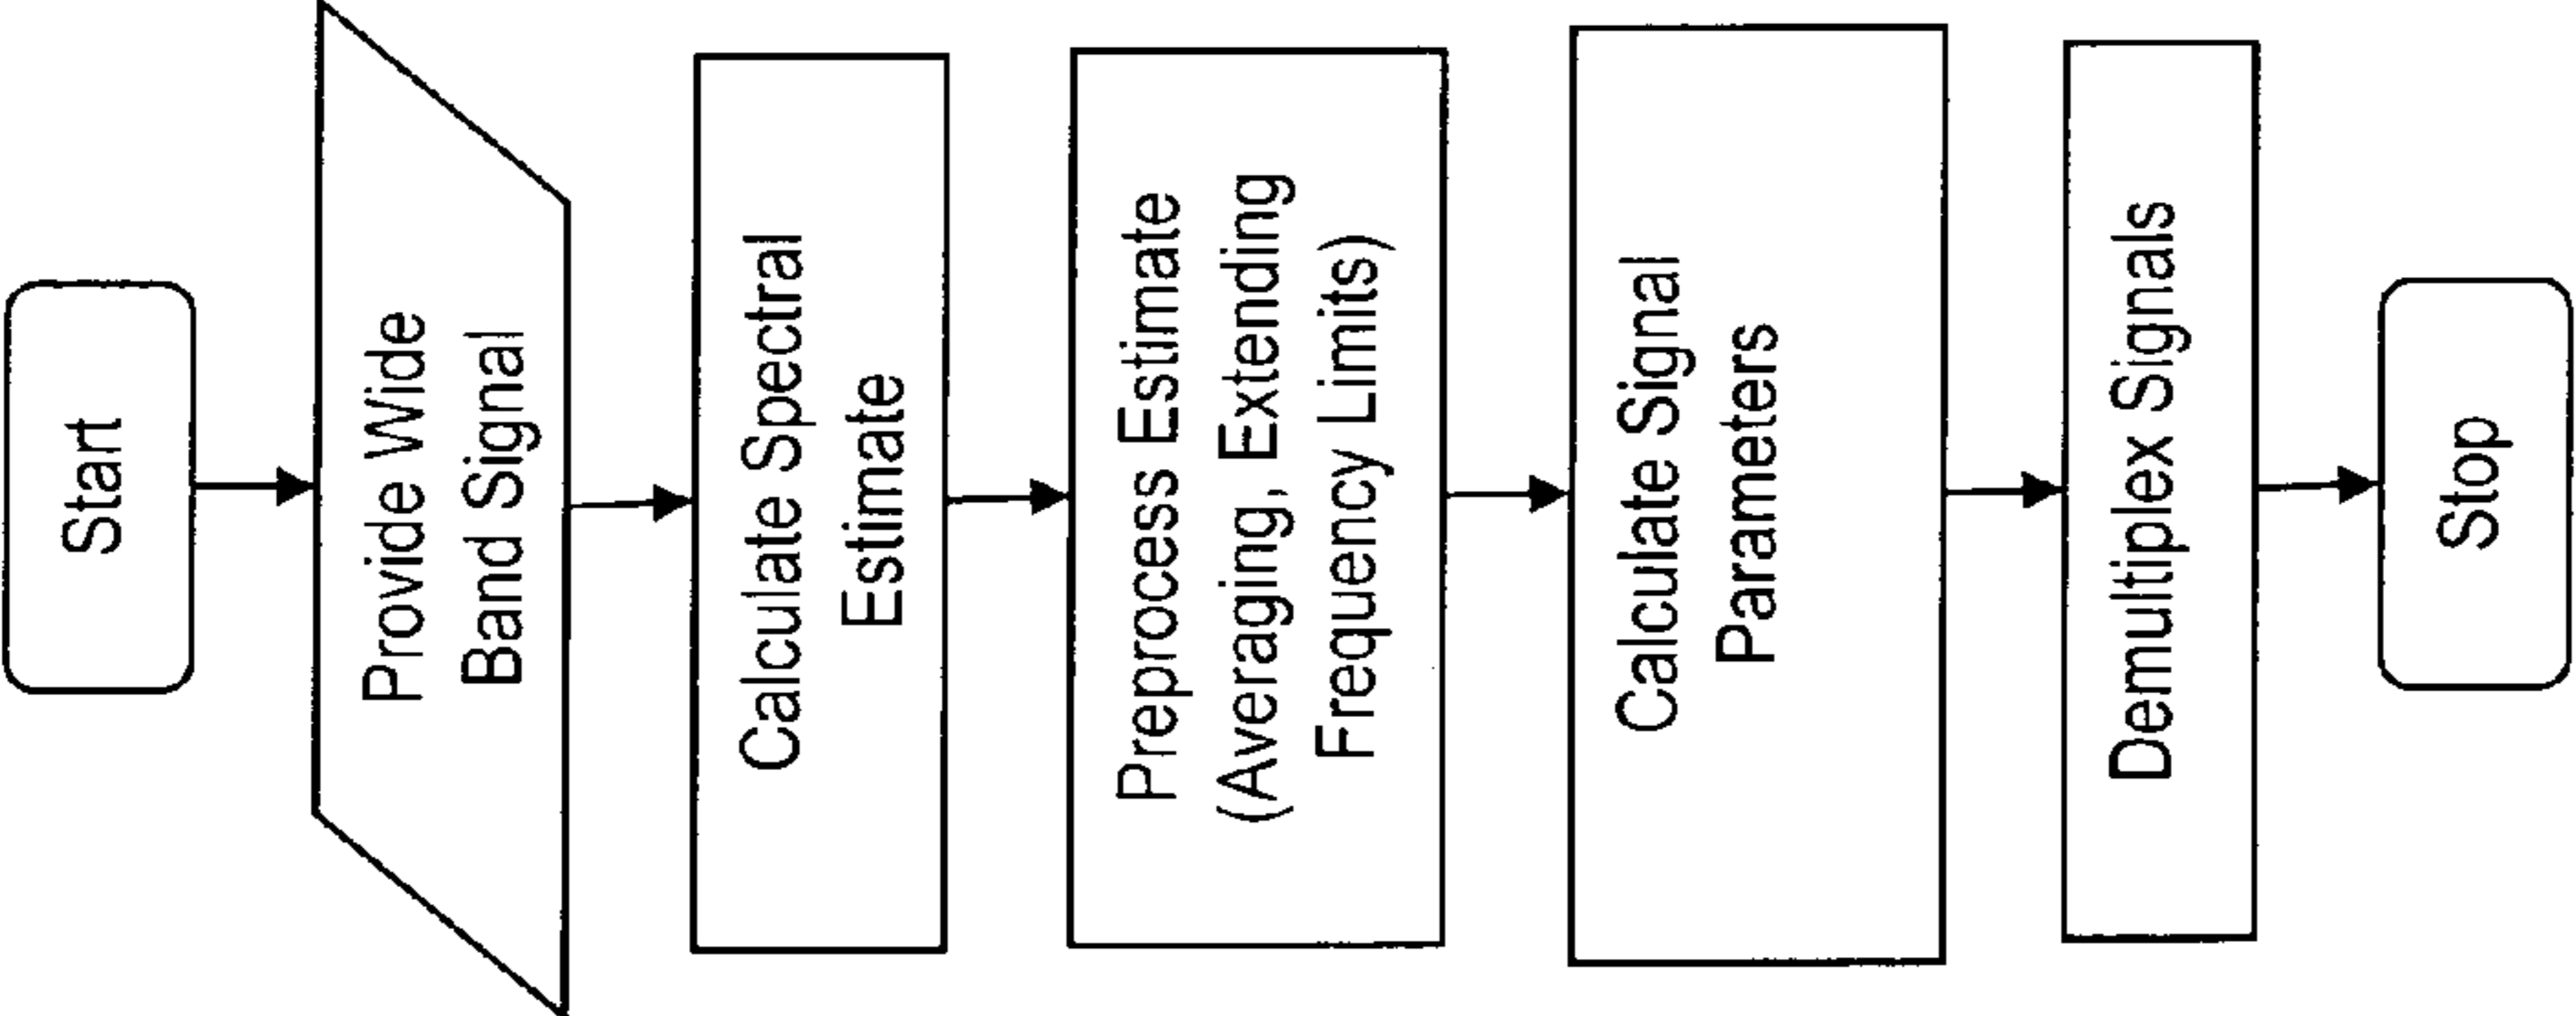 Start
Provide Wide
Band Signal
Calculate Spectral
Estimate
Preprocess Estimate
(Averaging, Extending
Frequency Limits)
Calculate Signal
Parameters
Demultiplex Signals
Stop